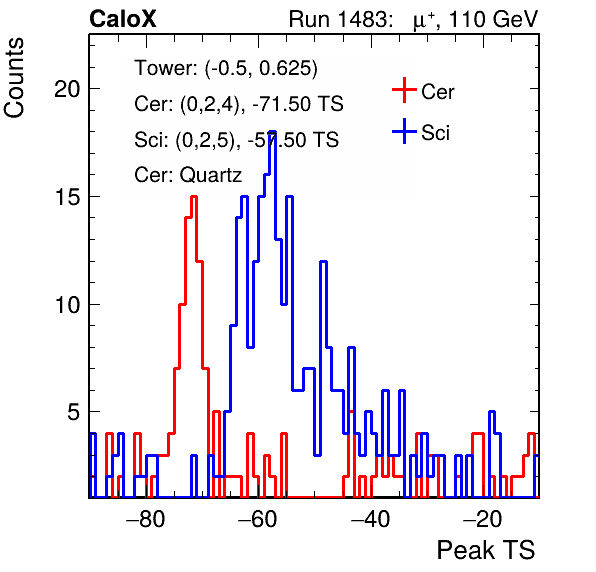 CaloX Run 1483: μ⁺, 110 GeV
Counts
Tower: (-0.5, 0.625)
Cer: (0,2,4), -71.50 TS
Sci: (0,2,5), -57.50 TS
Cer: Quartz
Cer
Sci
20
15
10
5
−80 −60 −40 −20
Peak TS